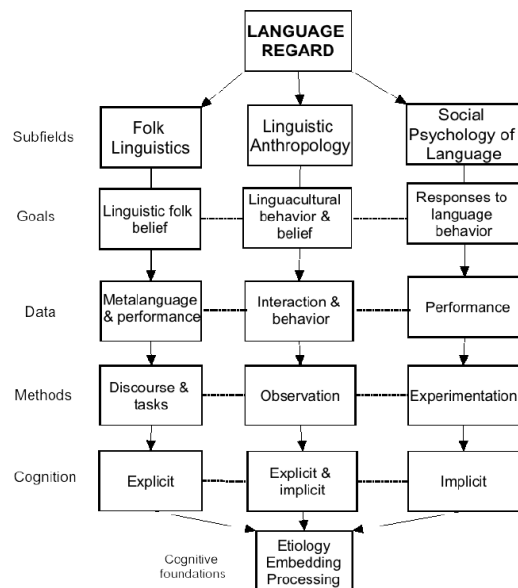 LANGUAGE
REGARD
Subfields
Folk
Linguistics
Linguistic
Anthropology
Social
Psychology of
Language
Goals
Linguistic folk
belief
Linguacultural
behavior &
belief
Responses to
language
behavior
Data
Metalanguage
& performance
Interaction &
behavior
Performance
Methods
Discourse &
tasks
Observation
Experimentation
Cognition
Explicit
Explicit &
implicit
Implicit
Cognitive
foundations
Etiology
Embedding
Processing